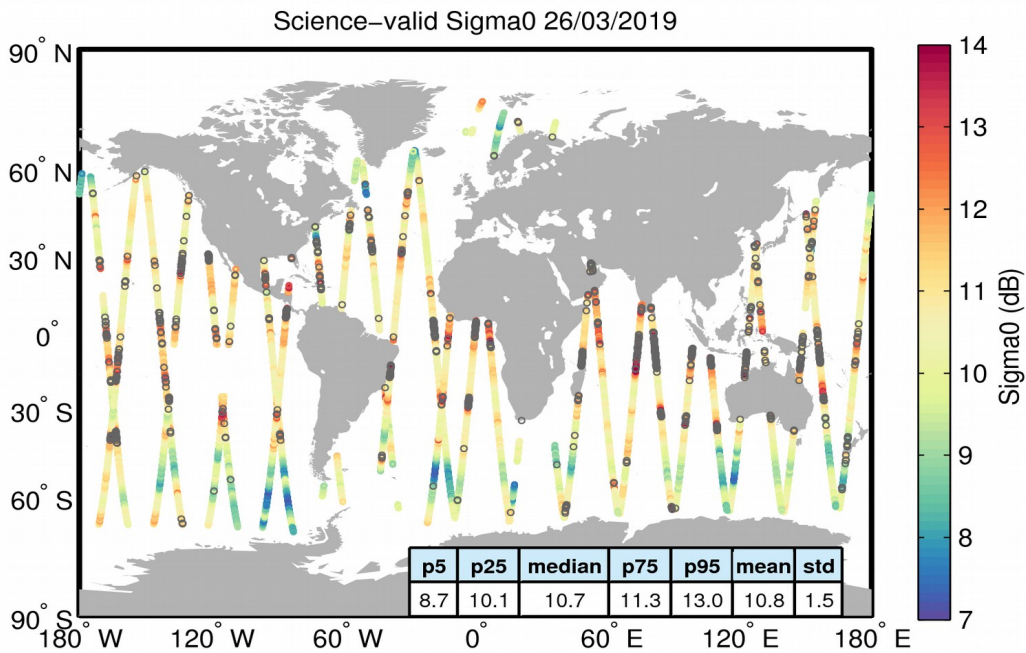 Science−valid Sigma0 26/03/2019
90° N
60° N
30° N
0°
30° S
60° S
90° S
180° W
120° W
60° W
0°
60° E
120° E
180° E
p5 p25 median p75 p95 mean std
8.7 10.1 10.7 11.3 13.0 10.8 1.5
14
13
12
11
10
9
8
7
Sigma0 (dB)